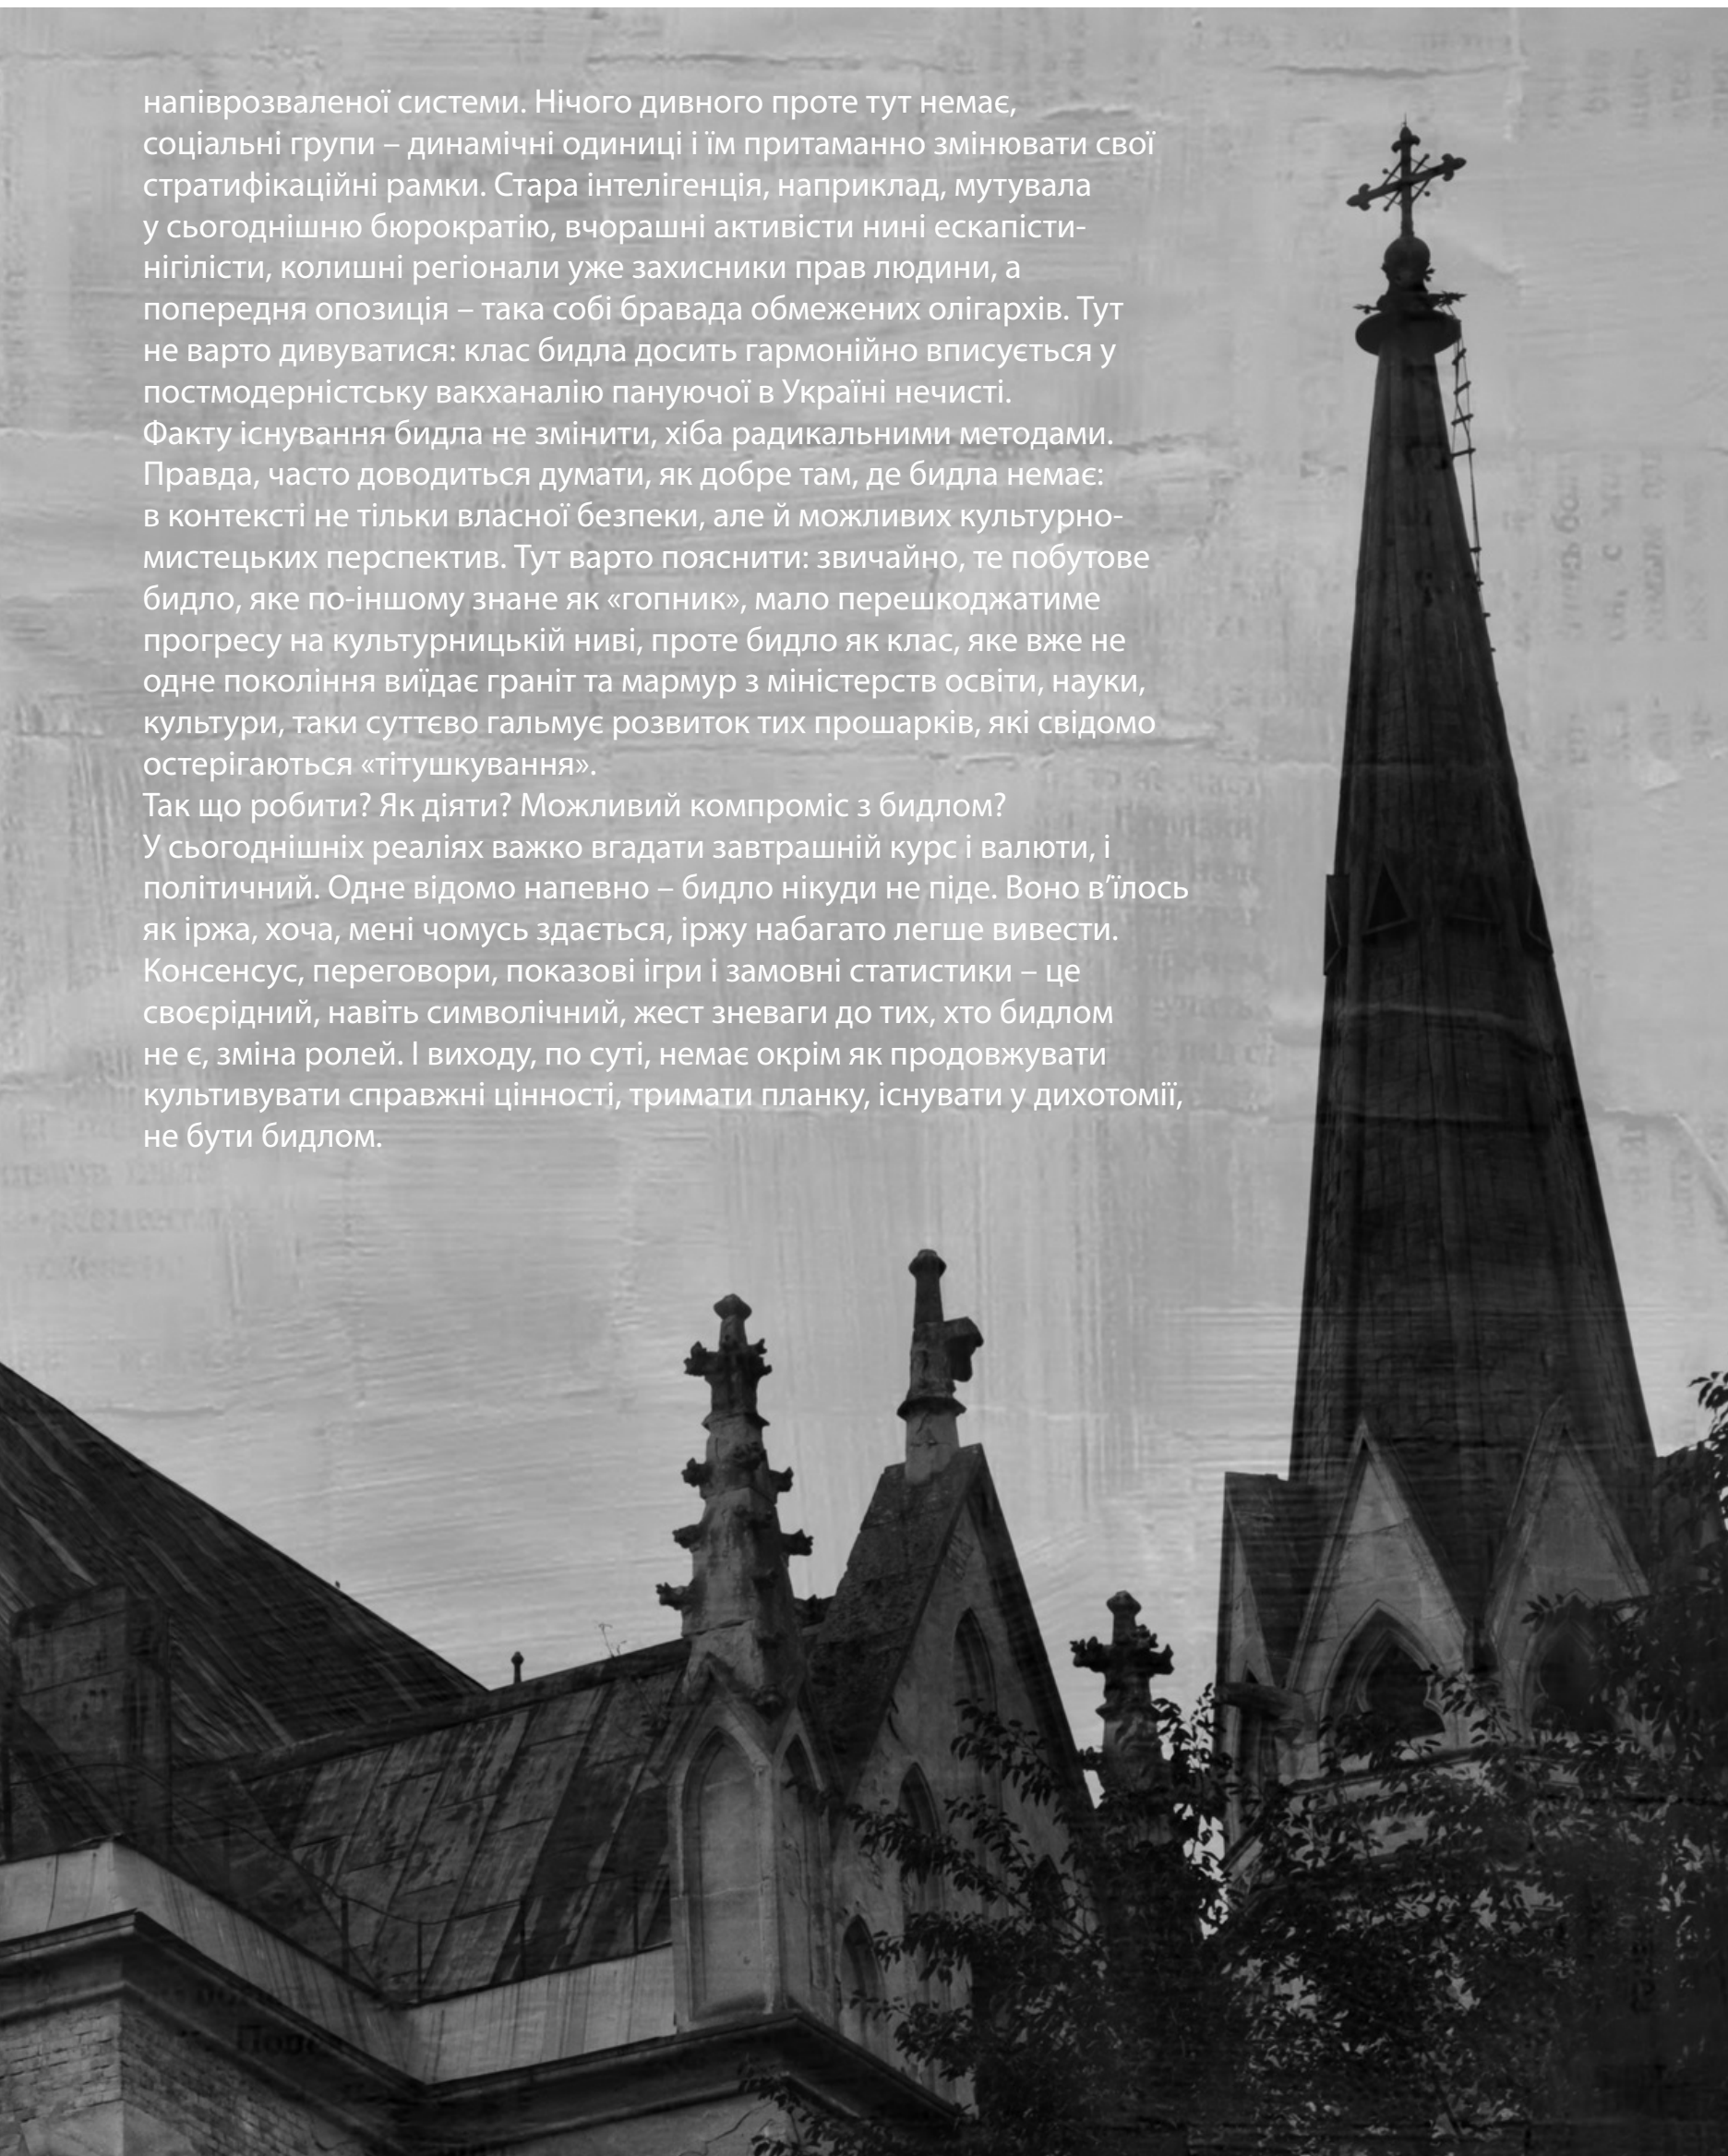 напіврозваленої системи. Нічого дивного проте тут немає,
соціальні групи – динамічні одиниці і їм притаманно змінювати свої
стратифікаційні рамки. Стара інтелігенція, наприклад, мутувала
у сьогоднішню бюрократію, вчорашні активісти нині ескапісти-
нігілісти, колишні регіонали уже захисники прав людини, а
попередня опозиція – така собі бравада обмежених олігархів. Тут
не варто дивуватися: клас бидла досить гармонійно вписується у
постмодерністську вакханалію пануючої в Україні нечисті.
Факту існування бидла не змінити, хіба радикальними методами.
Правда, часто доводиться думати, як добре там, де бидла немає:
в контексті не тільки власної безпеки, але й можливих культурно-
мистецьких перспектив. Тут варто пояснити: звичайно, те побутове
бидло, яке по-іншому знане як «гопник», мало перешкоджатиме
прогресу на культурницькій ниві, проте бидло як клас, яке вже не
одне покоління виїдає граніт та мармур з міністерств освіти, науки,
культури, таки суттєво гальмує розвиток тих прошарків, які свідомо
остерігаються «тітушкування».
Так що робити? Як діяти? Можливий компроміс з бидлом?
У сьогоднішніх реаліях важко вгадати завтрашній курс і валюти, і
політичний. Одне відомо напевно – бидло нікуди не піде. Воно в’їлось
як іржа, хоча, мені чомусь здається, іржу набагато легше вивести.
Консенсус, переговори, показові ігри і замовні статистики – це
своєрідний, навіть символічний, жест зневаги до тих, хто бидлом
не є, зміна ролей. І виходу, по суті, немає окрім як продовжувати
культивувати справжні цінності, тримати планку, існувати у дихотомії,
не бути бидлом.